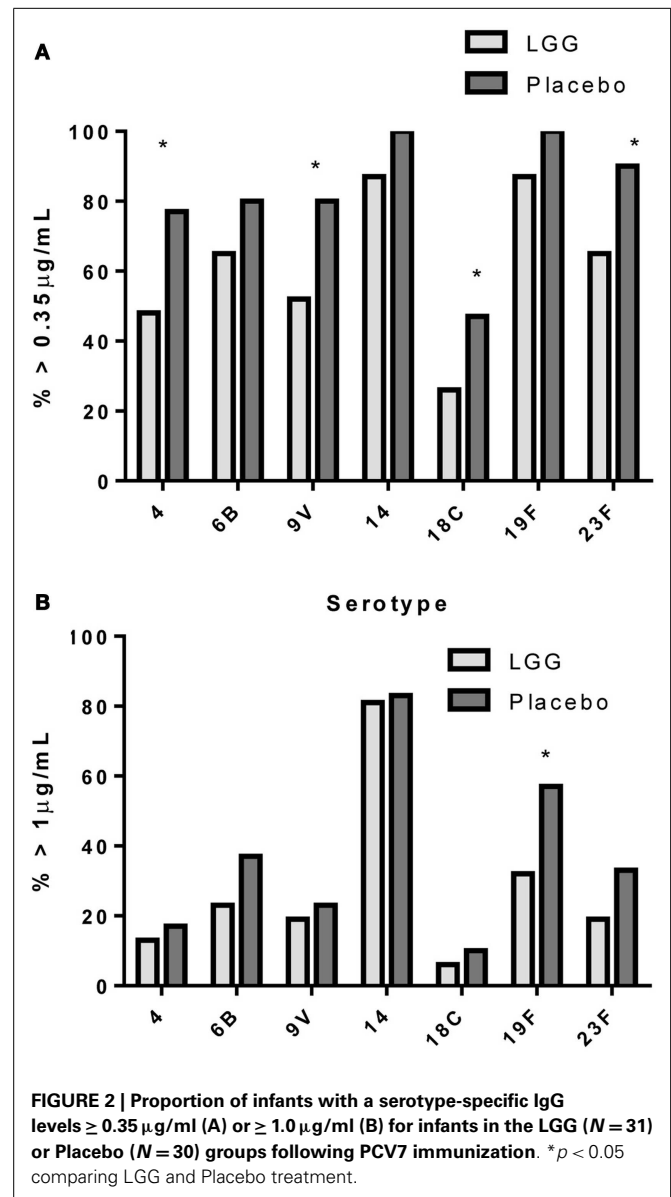 A
LGG
Placebo
*
*
*
*
100
80
60
40
20
0
% > 0.35µg/mL
4
6B
9V
14
18C
19F
23F
B
Serotype
LGG
Placebo
*
100
80
60
40
20
0
% > 1µg/mL
4
6B
9V
14
18C
19F
23F
FIGURE 2 | Proportion of infants with a serotype-specific IgG
levels ≥ 0.35 µg/ml (A) or ≥ 1.0 µg/ml (B) for infants in the LGG (N = 31)
or Placebo (N = 30) groups following PCV7 immunization. *p < 0.05
comparing LGG and Placebo treatment.